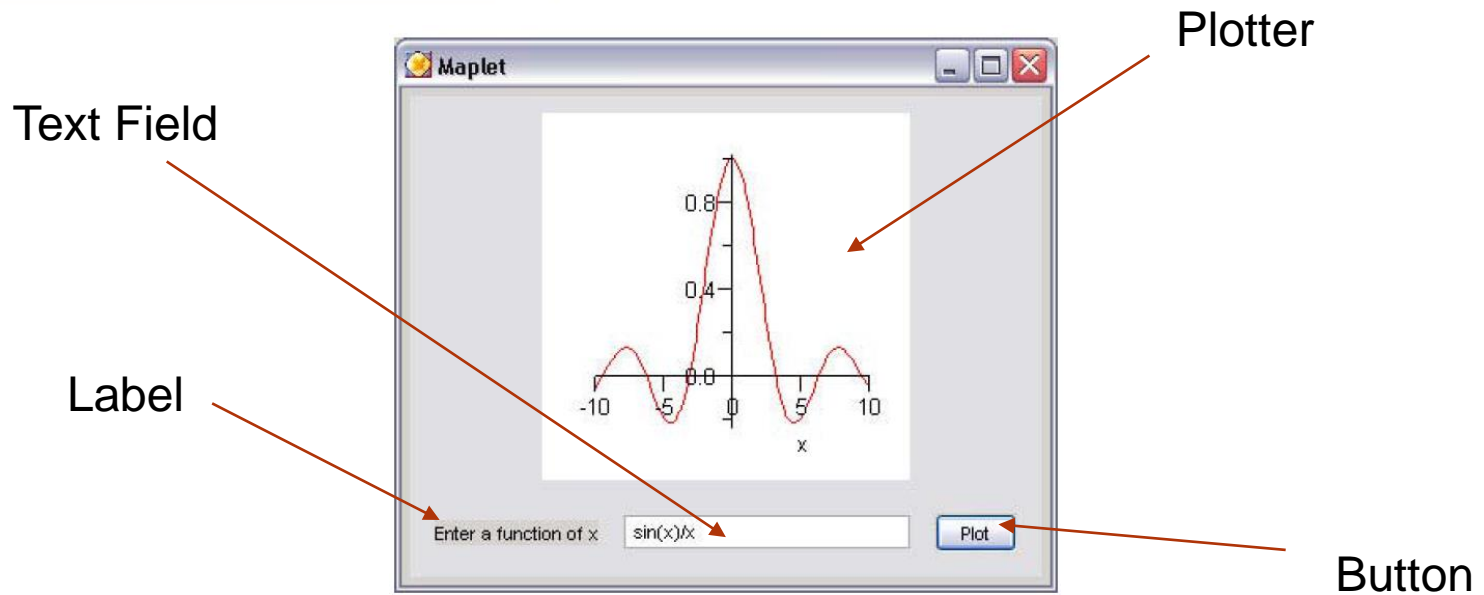 Plotter
Maplet
Text Field
0.8
0.4
0.0
-10 -5 0 5 10
x
Label
Enter a function of x sin(x)/x Plot
Button